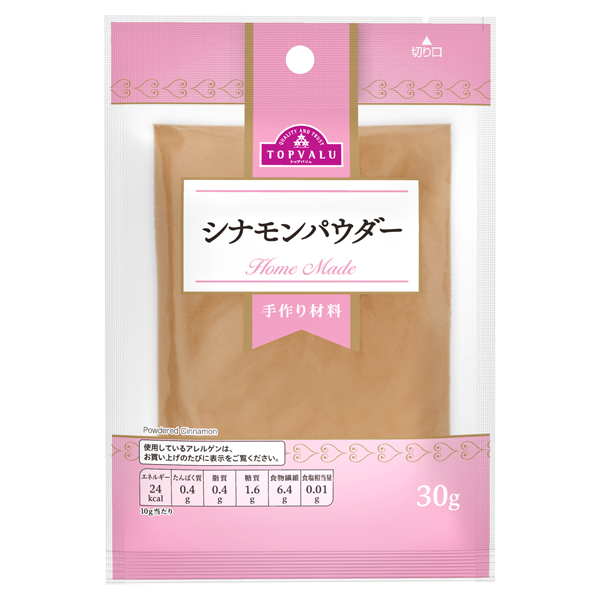 切り口
QUALITY AND TRUST
TOPVALU
トップバリュ
シナモンパウダー
Home Made
手作り材料
Powdered Cinnamon
使用しているアレルゲンは、
お買い上げのたびに表示をご覧ください。
エネルギー たんぱく質 脂質 糖質 食物繊維 食塩相当量
24 kcal 0.4 g 0.4 g 1.6 g 6.4 g 0.01 g
10g当たり
30g